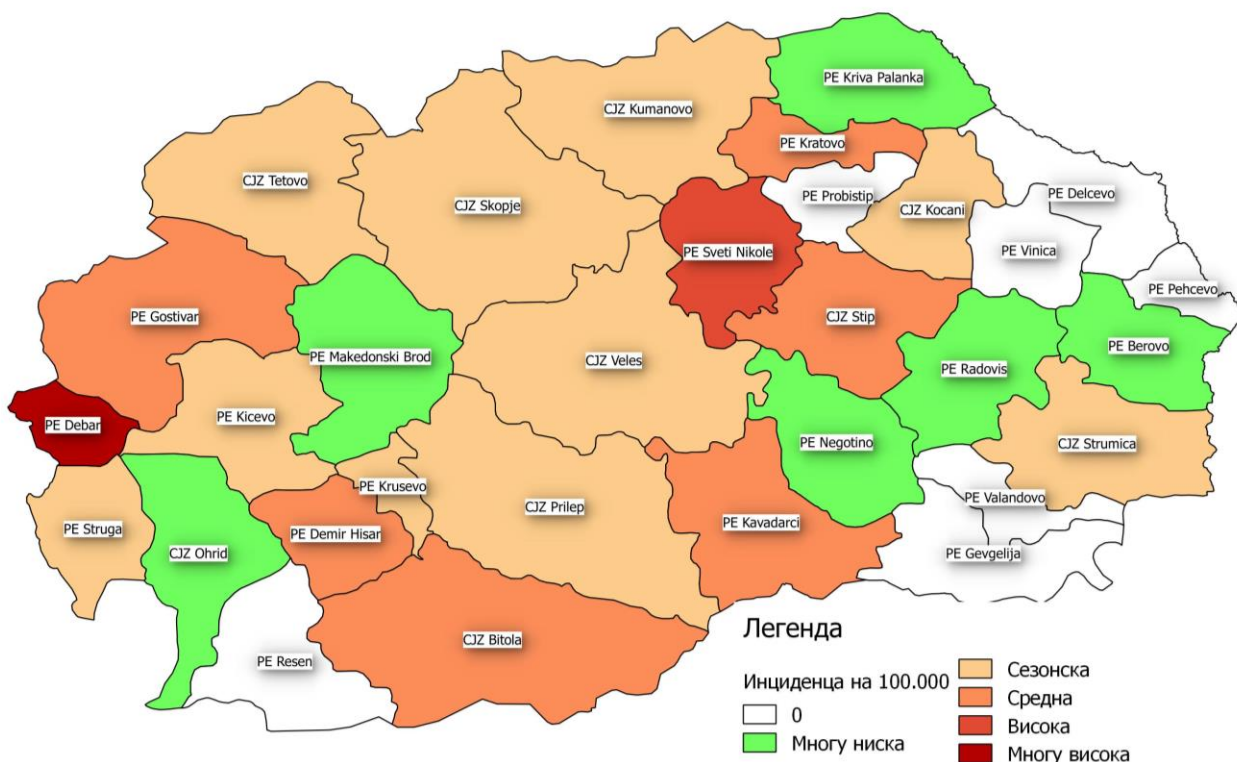 PE Kriva Palanka
CJZ Kumanovo
PE Kratovo
CJZ Tetovo
PE Probistip
PE Delcevo
CJZ Skopje
CJZ Kocani
PE Sveti Nikole
PE Vinica
PE Pehcevo
PE Gostivar
CJZ Stip
PE Berovo
PE Makedonski Brod
CJZ Veles
PE Radovis
PE Debar
PE Kicevo
PE Negotino
CJZ Strumica
PE Krusevo
PE Valandovo
PE Struga
CJZ Prilep
PE Kavadarci
PE Demir Hisar
CJZ Ohrid
PE Gevgelija
CJZ Bitola
PE Resen
Легенда
Инциденца на 100.000
0
Многу ниска
Сезонска
Средна
Висока
Многу висока